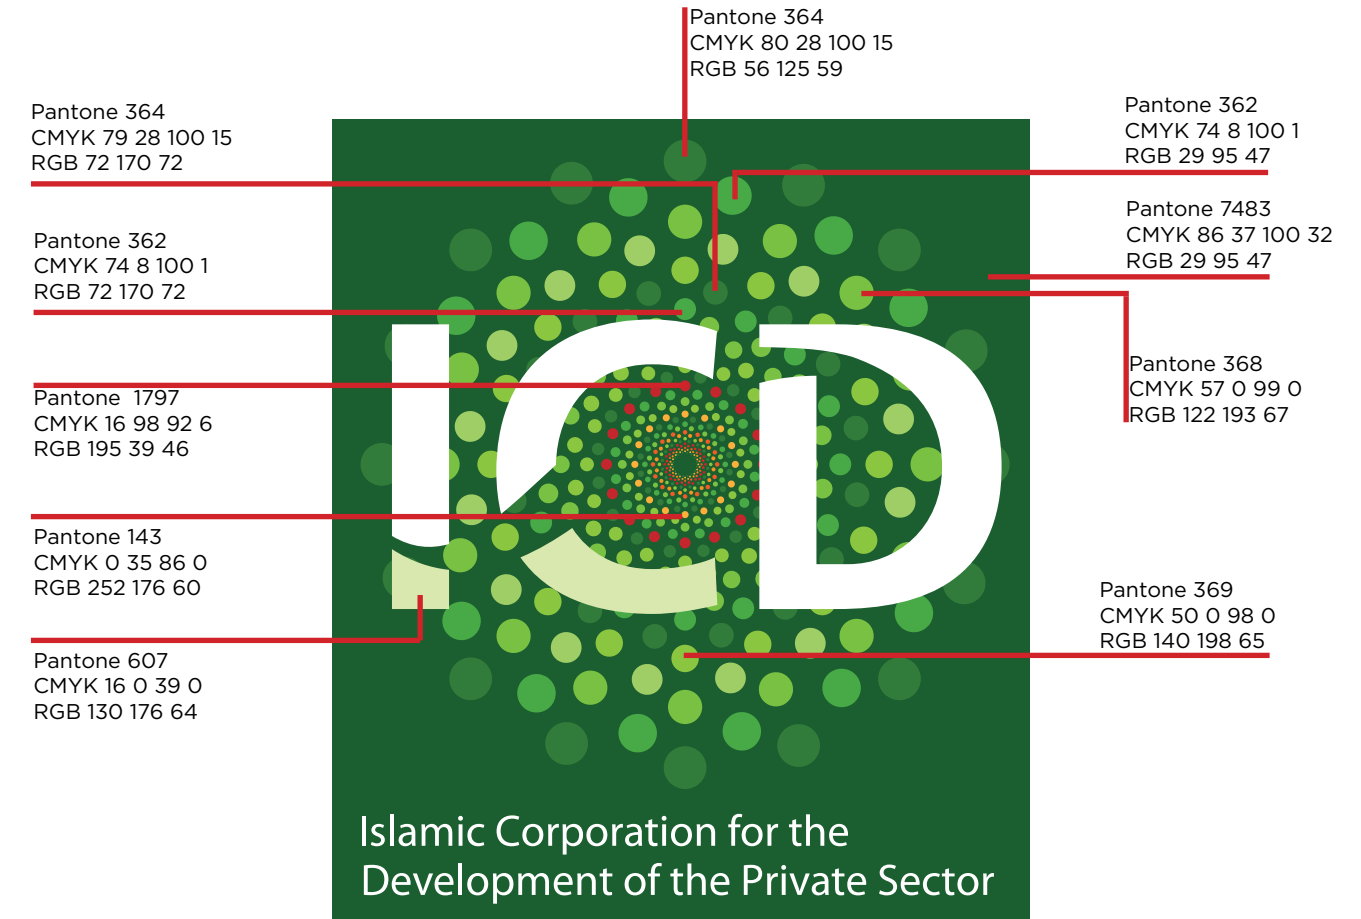 Pantone 364
CMYK 80 28 100 15
RGB 56 125 59
Pantone 364
CMYK 79 28 100 15
RGB 72 170 72
Pantone 362
CMYK 74 8 100 1
RGB 29 95 47
Pantone 7483
CMYK 86 37 100 32
RGB 29 95 47
Pantone 362
CMYK 74 8 100 1
RGB 72 170 72
Pantone 368
CMYK 57 0 99 0
RGB 122 193 67
Pantone 1797
CMYK 16 98 92 6
RGB 195 39 46
ICD
Pantone 143
CMYK 0 35 86 0
RGB 252 176 60
Pantone 369
CMYK 50 0 98 0
RGB 140 198 65
Pantone 607
CMYK 16 0 39 0
RGB 130 176 64
Islamic Corporation for the
Development of the Private Sector